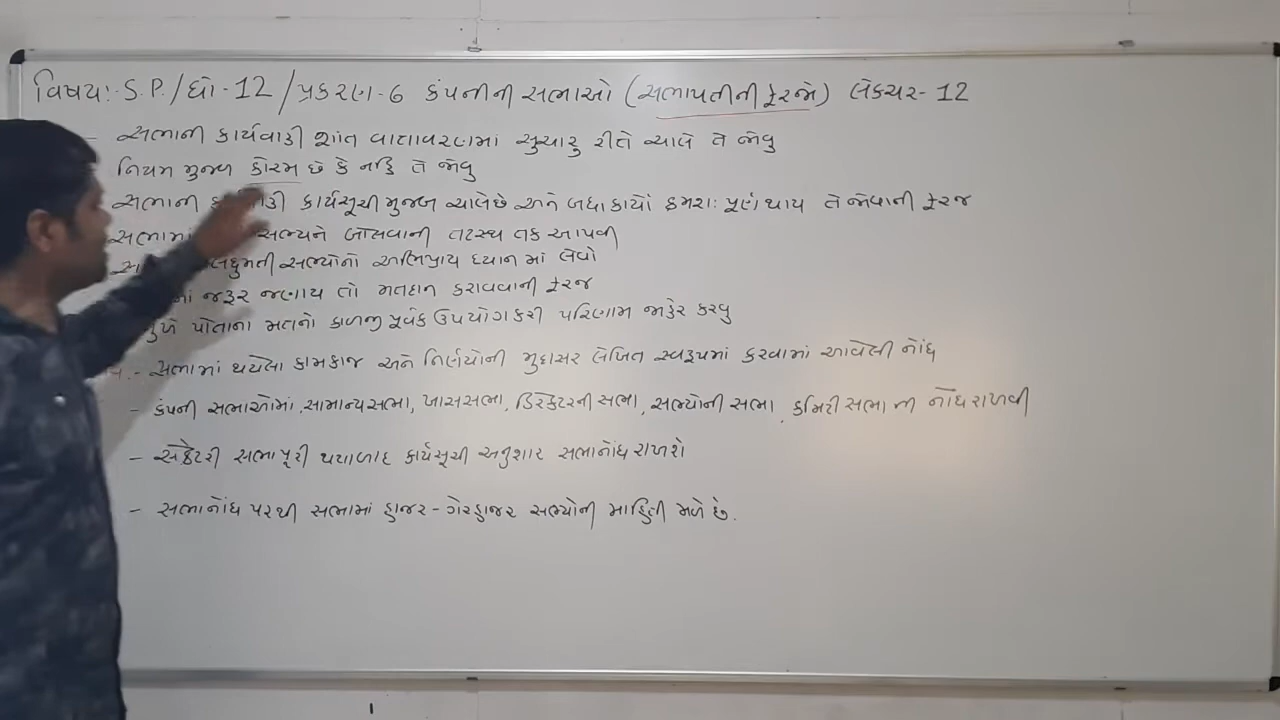 વિષય:- S.P./ધો-12/પ્રકરણ-6 કંપનીની સભાઓ (સભાપતીની ફરજો) લેક્ચર-12
- સભાની કાર્યવાહી શાંત વાતાવરણમાં સુચારુ રીતે ચાલે તે જોવુ
નિયમ મુજબ કોરમ છે કે નહિ તે જોવુ
સભાની કાર્યસૂચી મુજબ ચાલેછે અને બધા કાર્યો ક્રમશ: પૂર્ણ થાય તે જોવાની ફરજ
સભામાં સભ્યને બોલવાની તટસ્થ તક આપવી
લઘુમતી સભ્યોનો અભિપ્રાય ધ્યાન માં લેવો
જરૂર જણાય તો મતદાન કરાવવાની ફરજ
પોતાના મતનો કાળજી પૂર્વક ઉપયોગ કરી પરિણામ જાહેર કરવુ
- સભામાં થયેલા કામકાજ અને નિર્ણયોની મુદ્દાસર લેખિત સ્વરૂપમાં કરવામાં આવેલી નોંધ
- કંપની સભાઓમાં, સામાન્યસભા, ખાસસભા, ડિરેક્ટરની સભા, સભ્યોની સભા, કમિટી સભા ની નોંધ રાખવી
- સેક્રેટરી સભા પૂરી થયાબાદ કાર્યસૂચી અનુશાર સભાનોંધ રાખશે
- સભાનોંધ પરથી સભામાં હાજર-ગેરહાજર સભ્યોની માહિતી મળે છે.